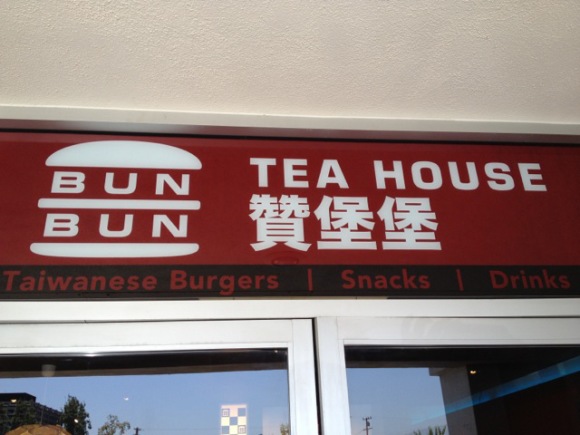 BUN
BUN
TEA HOUSE
贊堡堡
Taiwanese Burgers | Snacks | Drinks